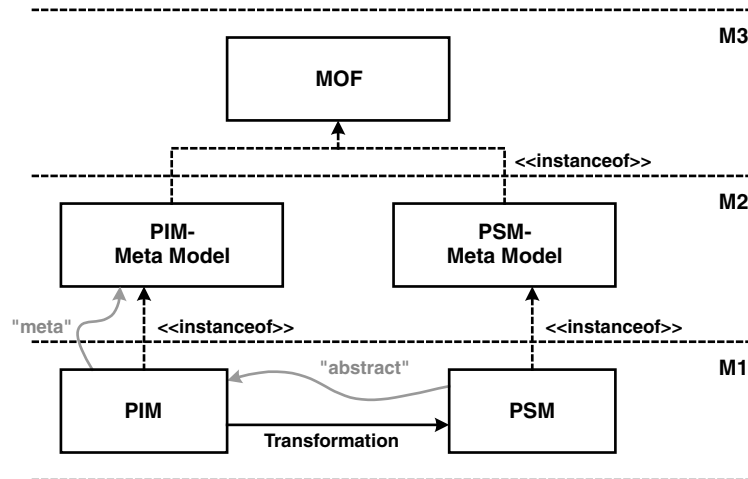 M3
MOF
<<instanceof>>
M2
PIM-
Meta Model
PSM-
Meta Model
"meta"
<<instanceof>>
<<instanceof>>
M1
"abstract"
PIM
PSM
Transformation